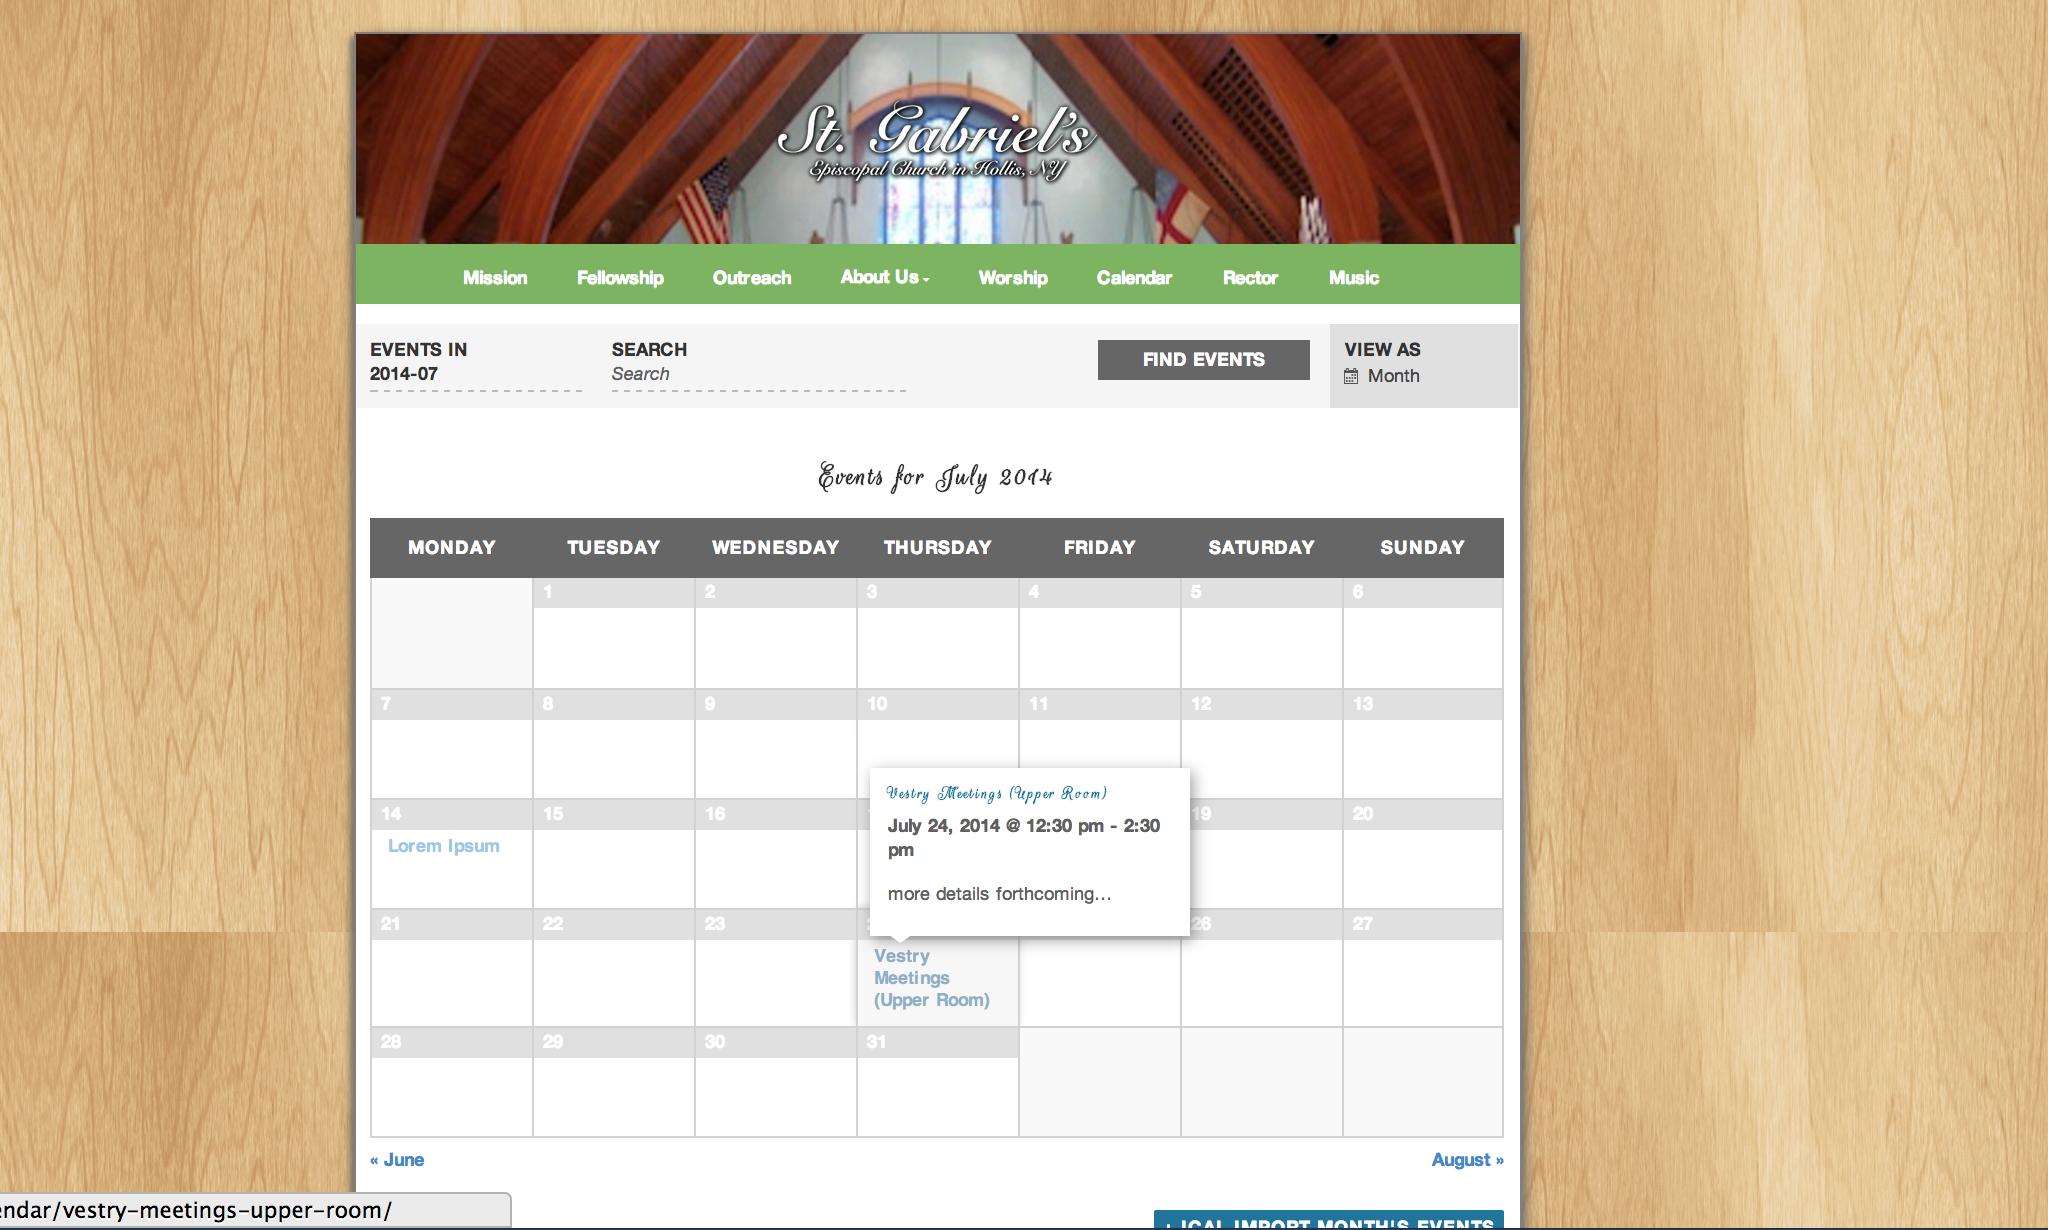 St. Gabriel's
Episcopal Church in Hollis, NY
Mission Fellowship Outreach About Us Worship Calendar Rector Music
EVENTS IN SEARCH FIND EVENTS VIEW AS
2014-07 Search Month
Events for July 2014
MONDAY TUESDAY WEDNESDAY THURSDAY FRIDAY SATURDAY SUNDAY
1 2 3 4 5 6
7 8 9 10 11 12 13
Vestry Meetings (Upper Room)
July 24, 2014 @ 12:30 pm - 2:30
pm
more details forthcoming...
14 15 16 19 20
Lorem Ipsum
21 22 23 26 27
Vestry
Meetings
(Upper Room)
28 29 30 31
« June August »
endar/vestry-meetings-upper-room/
+ ICAL IMPORT MONTH'S EVENTS